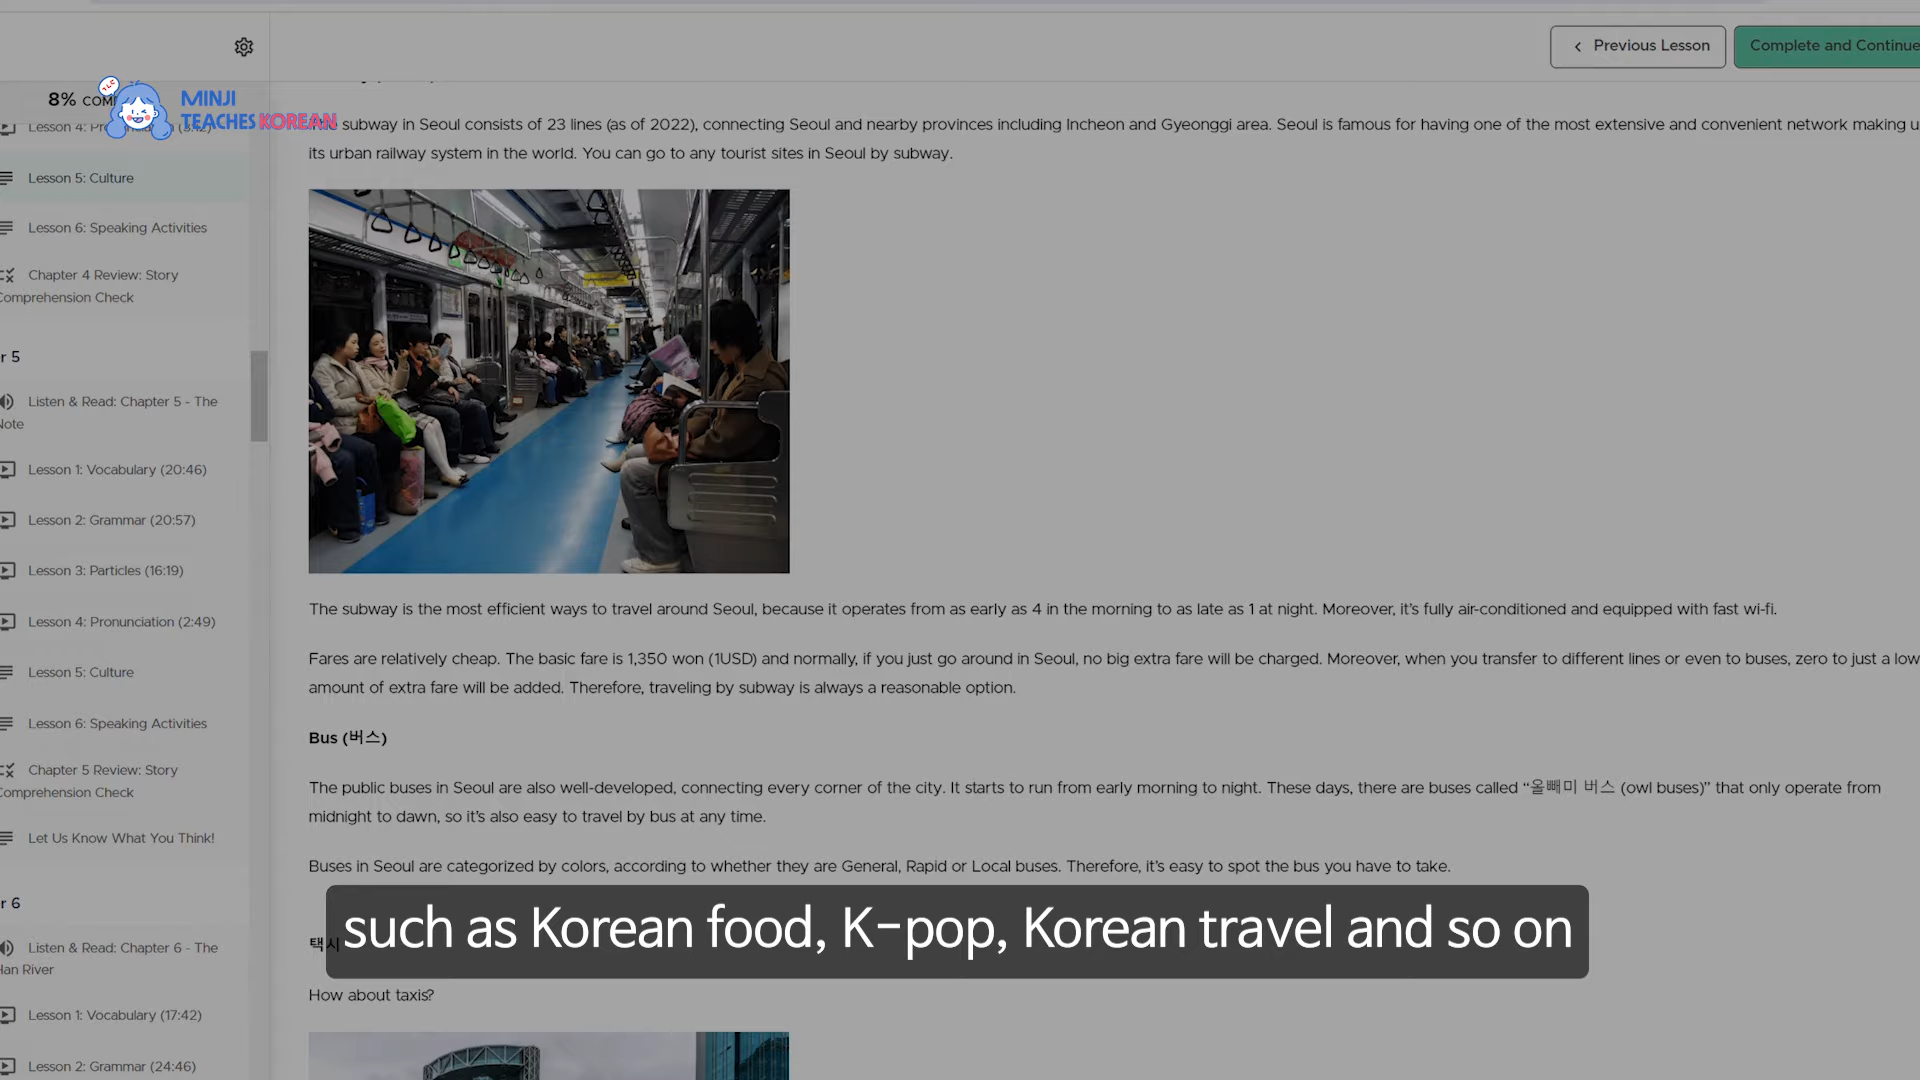 Previous Lesson
Complete and Continue
8%
MINJI
TEACHES KOREAN
TLC
Lesson 5: Culture
Lesson 6: Speaking Activities
Chapter 4 Review: Story
Comprehension Check
r 5
Listen & Read: Chapter 5 - The
Note
Lesson 1: Vocabulary (20:46)
Lesson 2: Grammar (20:57)
Lesson 3: Particles (16:19)
Lesson 4: Pronunciation (2:49)
Lesson 5: Culture
Lesson 6: Speaking Activities
Chapter 5 Review: Story
Comprehension Check
Let Us Know What You Think!
r 6
Listen & Read: Chapter 6 - The
Han River
Lesson 1: Vocabulary (17:42)
Lesson 2: Grammar (24:46)
The subway in Seoul consists of 23 lines (as of 2022), connecting Seoul and nearby provinces including Incheon and Gyeonggi area. Seoul is famous for having one of the most extensive and convenient network making u
its urban railway system in the world. You can go to any tourist sites in Seoul by subway.
The subway is the most efficient ways to travel around Seoul, because it operates from as early as 4 in the morning to as late as 1 at night. Moreover, it's fully air-conditioned and equipped with fast wi-fi.
Fares are relatively cheap. The basic fare is 1,350 won (1USD) and normally, if you just go around in Seoul, no big extra fare will be charged. Moreover, when you transfer to different lines or even to buses, zero to just a low
amount of extra fare will be added. Therefore, traveling by subway is always a reasonable option.
Bus (버스)
The public buses in Seoul are also well-developed, connecting every corner of the city. It starts to run from early morning to night. These days, there are buses called “올빼미 버스 (owl buses)” that only operate from
midnight to dawn, so it's also easy to travel by bus at any time.
Buses in Seoul are categorized by colors, according to whether they are General, Rapid or Local buses. Therefore, it's easy to spot the bus you have to take.
택시
such as Korean food, K-pop, Korean travel and so on
How about taxis?